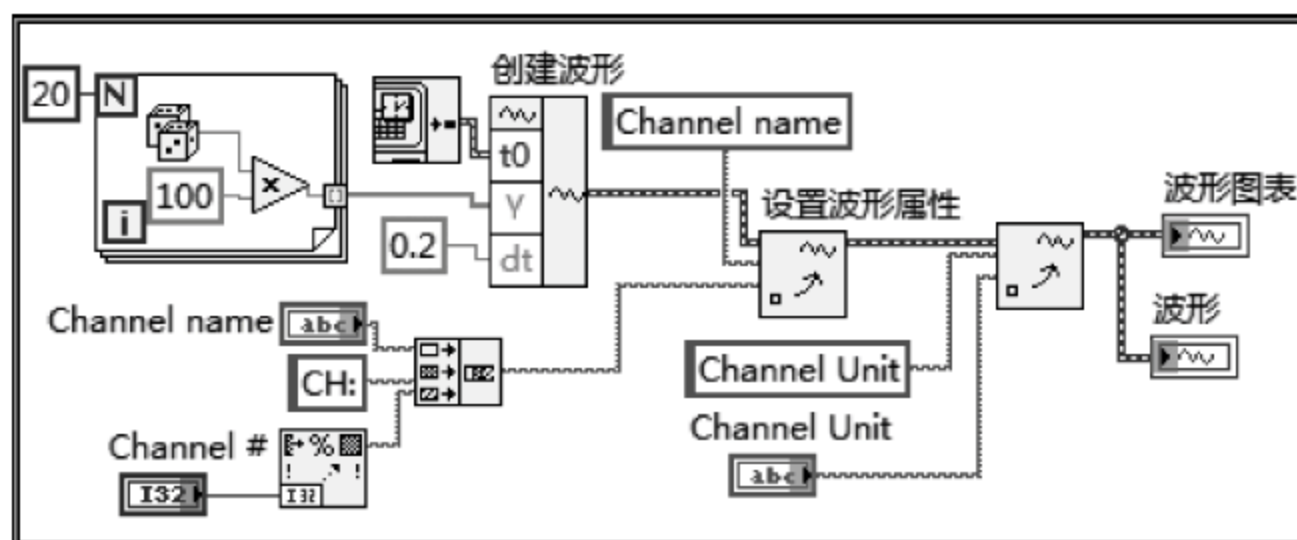 创建波形
20
N
Channel name
t0
100
设置波形属性
波形图表
i
Y
0.2
dt
Channel name
abc
波形
CH:
Channel Unit
Channel #
%
Channel Unit
! !
I32
I32
abc